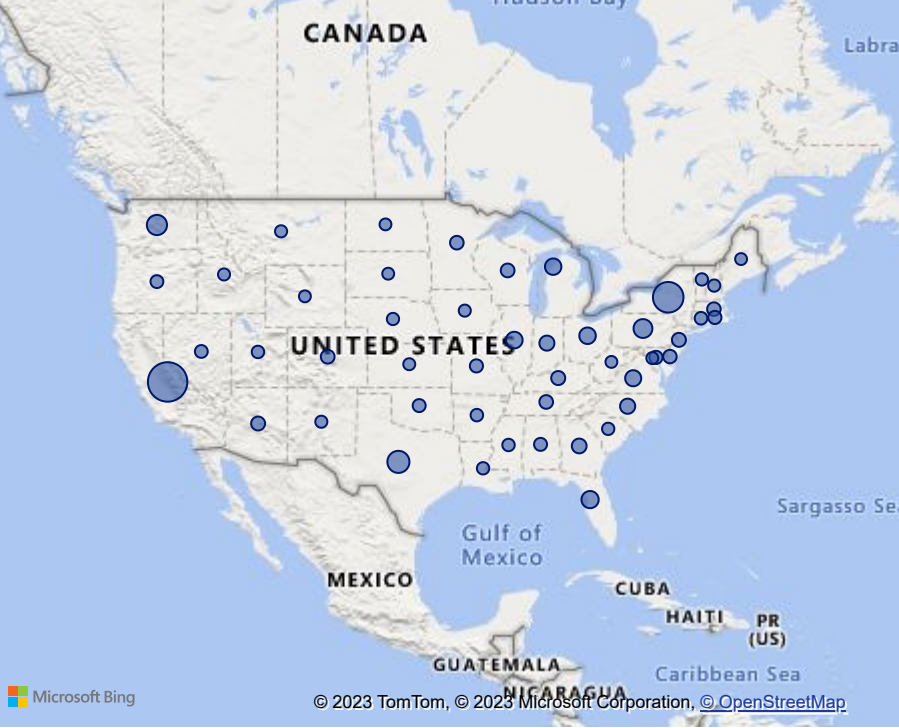 Hudson Bay
CANADA
Labra
UNITED STATES
Sargasso Sea
Gulf of
Mexico
MEXICO
CUBA
HAITI
PR
(US)
GUATEMALA
Caribbean Sea
NICARAGUA
Microsoft Bing
© 2023 TomTom, © 2023 Microsoft Corporation, © OpenStreetMap